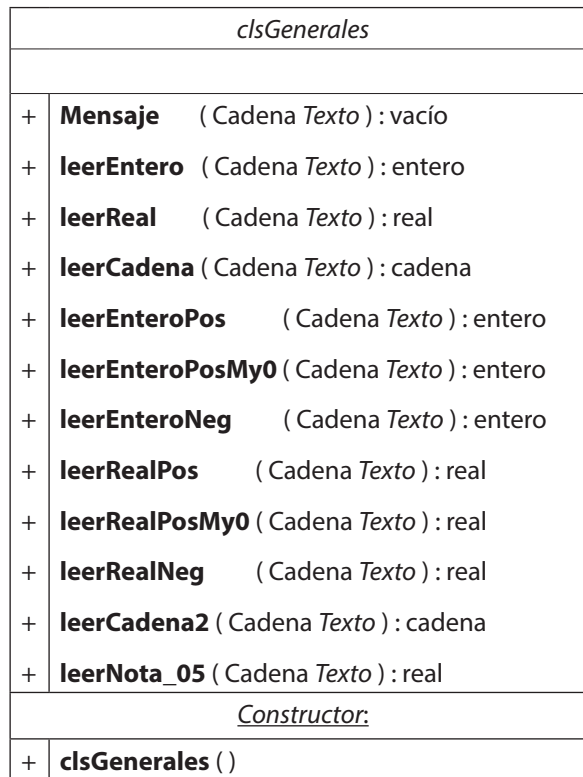 clsGenerales
+ Mensaje ( Cadena Texto ) : vacío
+ leerEntero ( Cadena Texto ) : entero
+ leerReal ( Cadena Texto ) : real
+ leerCadena ( Cadena Texto ) : cadena
+ leerEnteroPos ( Cadena Texto ) : entero
+ leerEnteroPosMy0 ( Cadena Texto ) : entero
+ leerEnteroNeg ( Cadena Texto ) : entero
+ leerRealPos ( Cadena Texto ) : real
+ leerRealPosMy0 ( Cadena Texto ) : real
+ leerRealNeg ( Cadena Texto ) : real
+ leerCadena2 ( Cadena Texto ) : cadena
+ leerNota_05 ( Cadena Texto ) : real
Constructor:
+ clsGenerales ( )